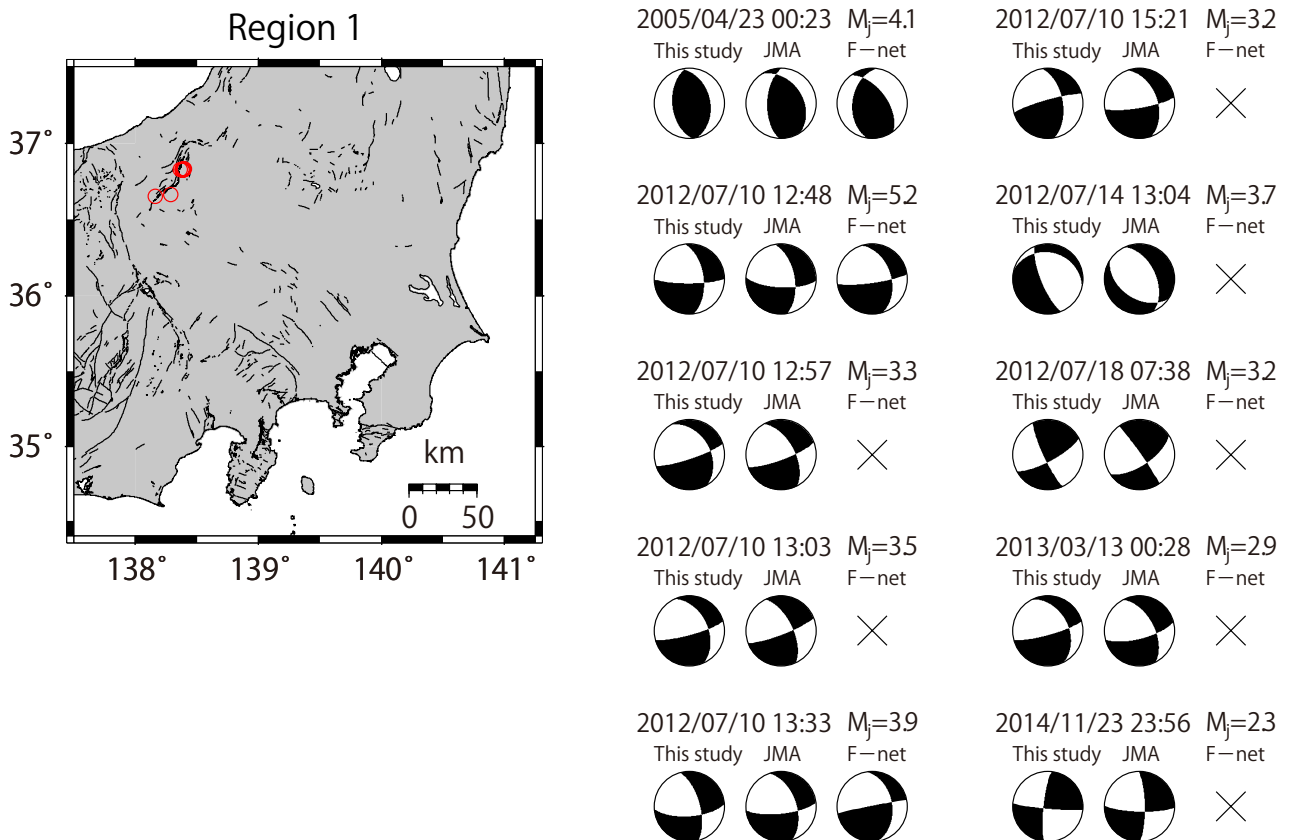 Region 1
37°
36°
35°
138°
139°
140°
141°
km
0 50
2005/04/23 00:23 Mj=4.1
This study JMA F−net
2012/07/10 12:48 Mj=5.2
This study JMA F−net
2012/07/10 12:57 Mj=3.3
This study JMA F−net
2012/07/10 13:03 Mj=3.5
This study JMA F−net
2012/07/10 13:33 Mj=3.9
This study JMA F−net
2012/07/10 15:21 Mj=3.2
This study JMA F−net
2012/07/14 13:04 Mj=3.7
This study JMA F−net
2012/07/18 07:38 Mj=3.2
This study JMA F−net
2013/03/13 00:28 Mj=2.9
This study JMA F−net
2014/11/23 23:56 Mj=2.3
This study JMA F−net